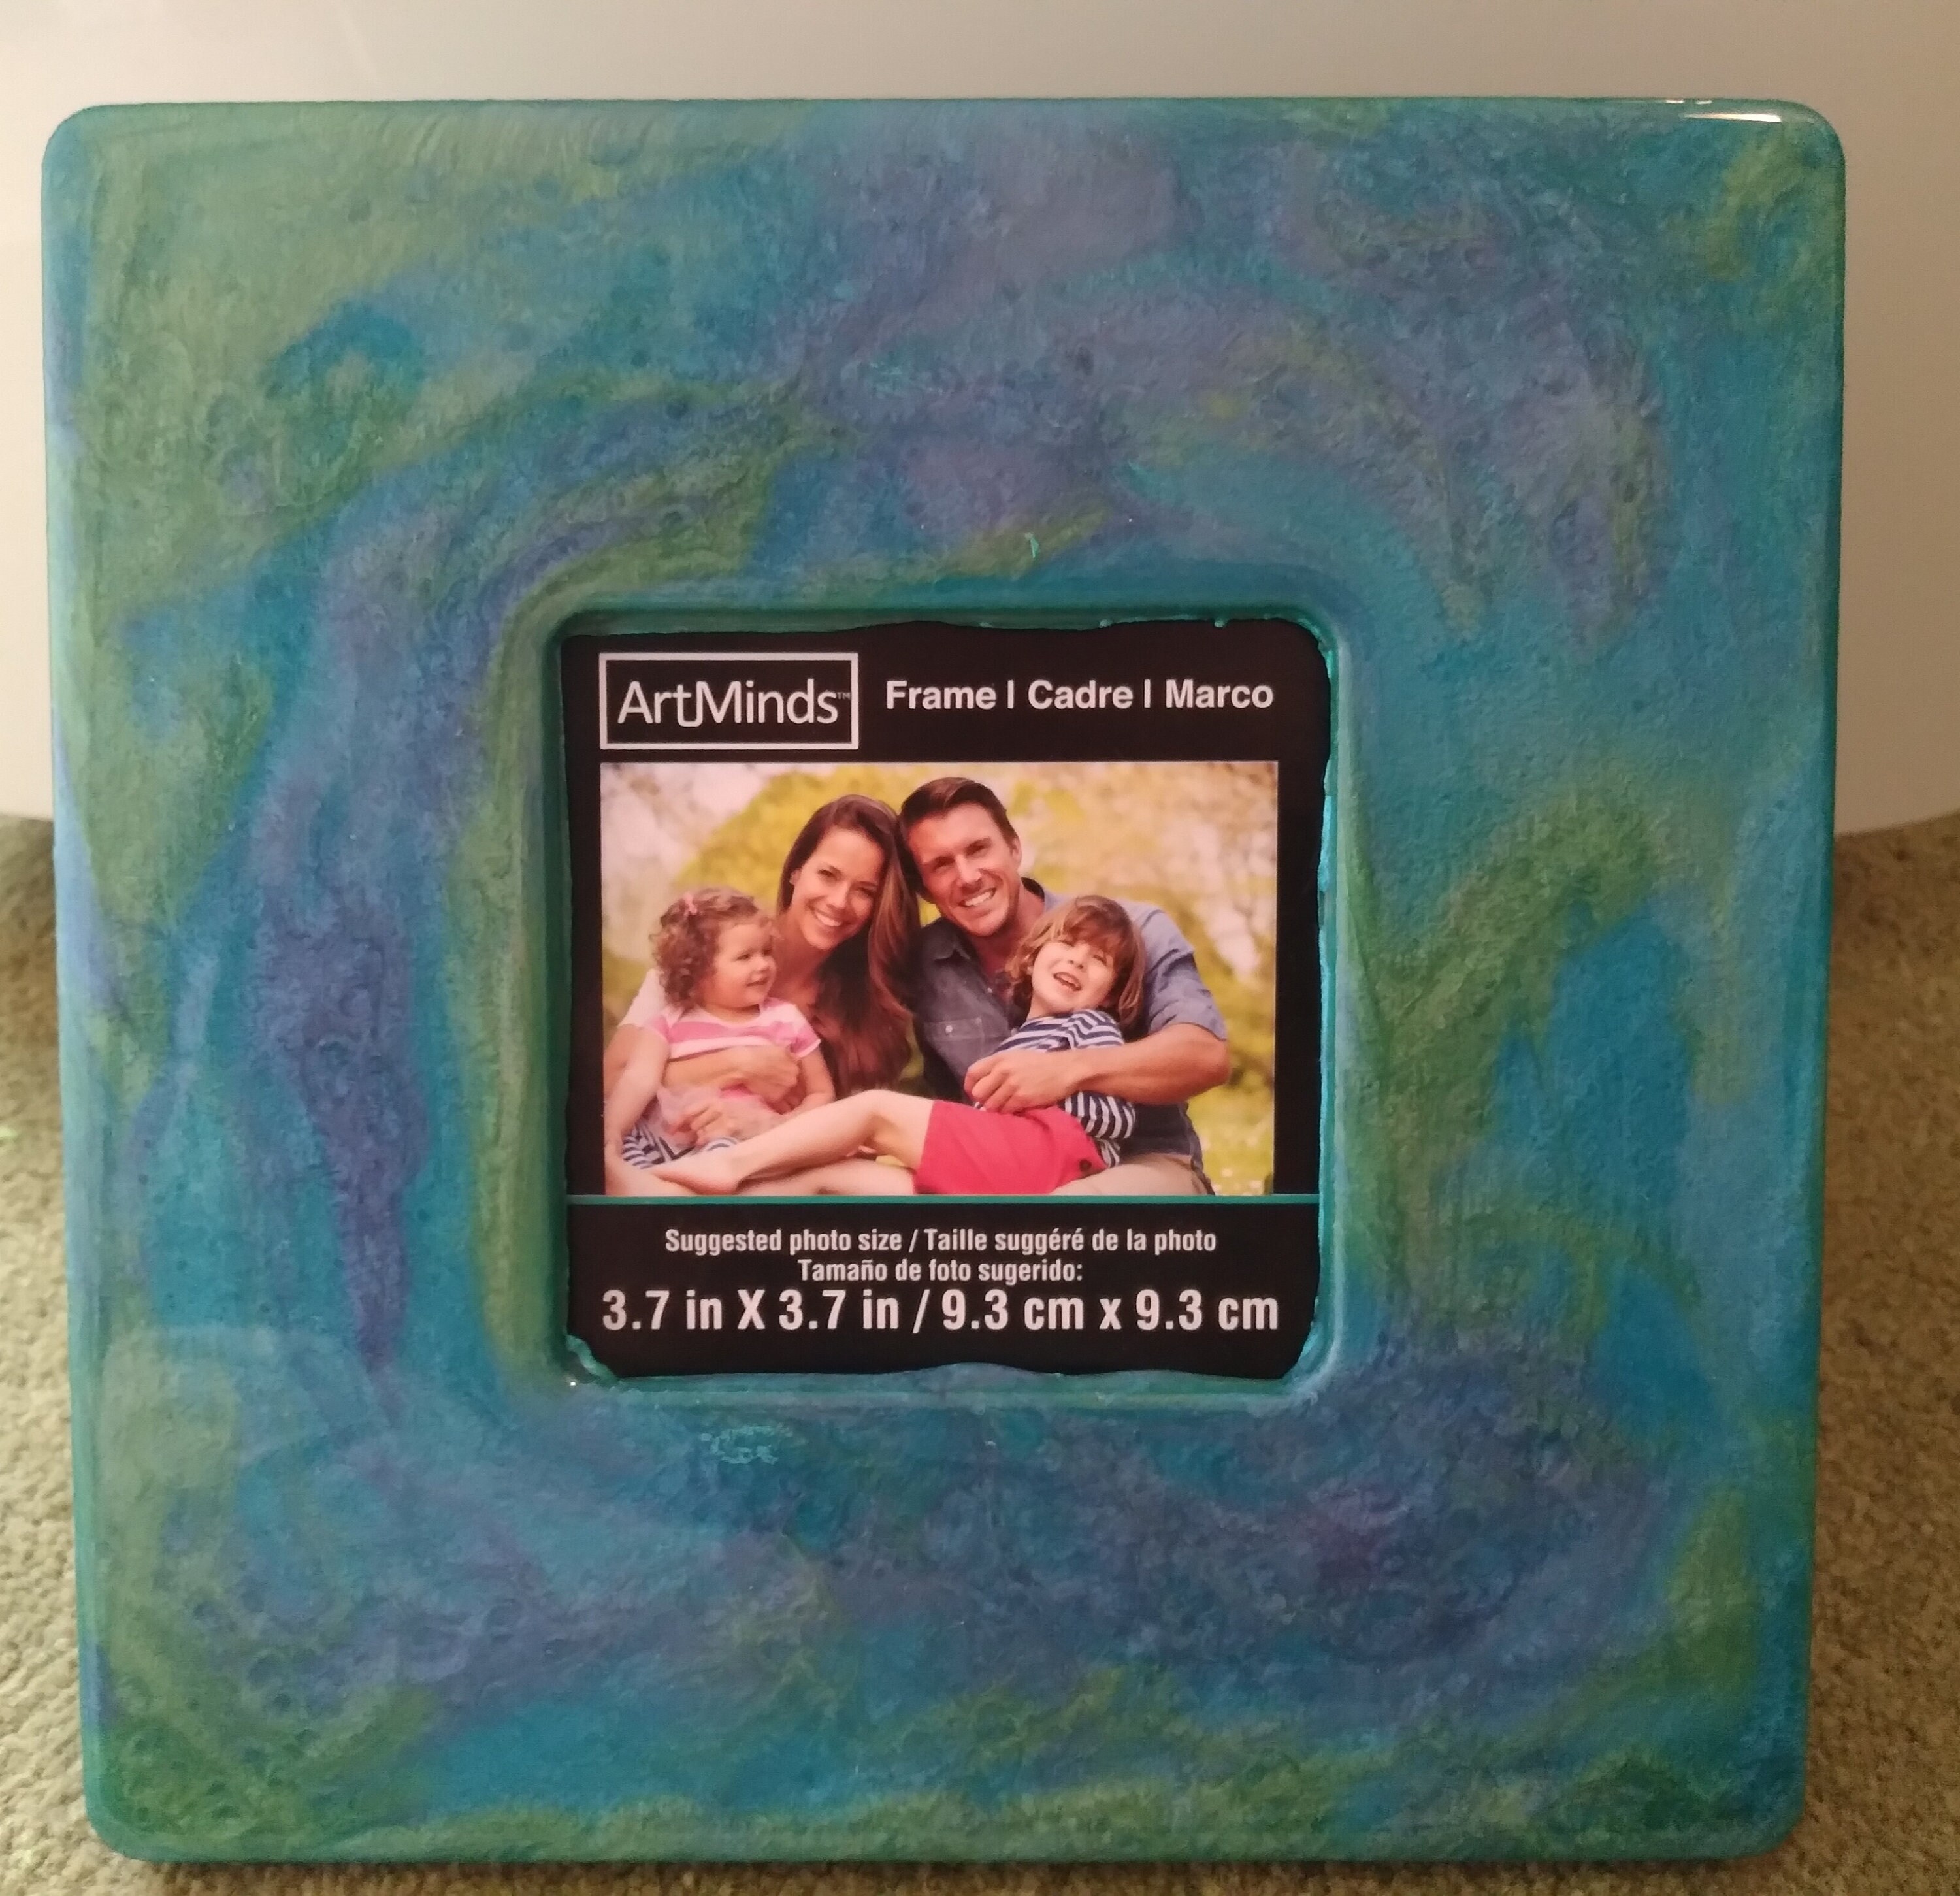 ArtMinds™ Frame | Cadre | Marco
Suggested photo size / Taille suggéré de la photo
Tamaño de foto sugerido:
3.7 in X 3.7 in / 9.3 cm x 9.3 cm